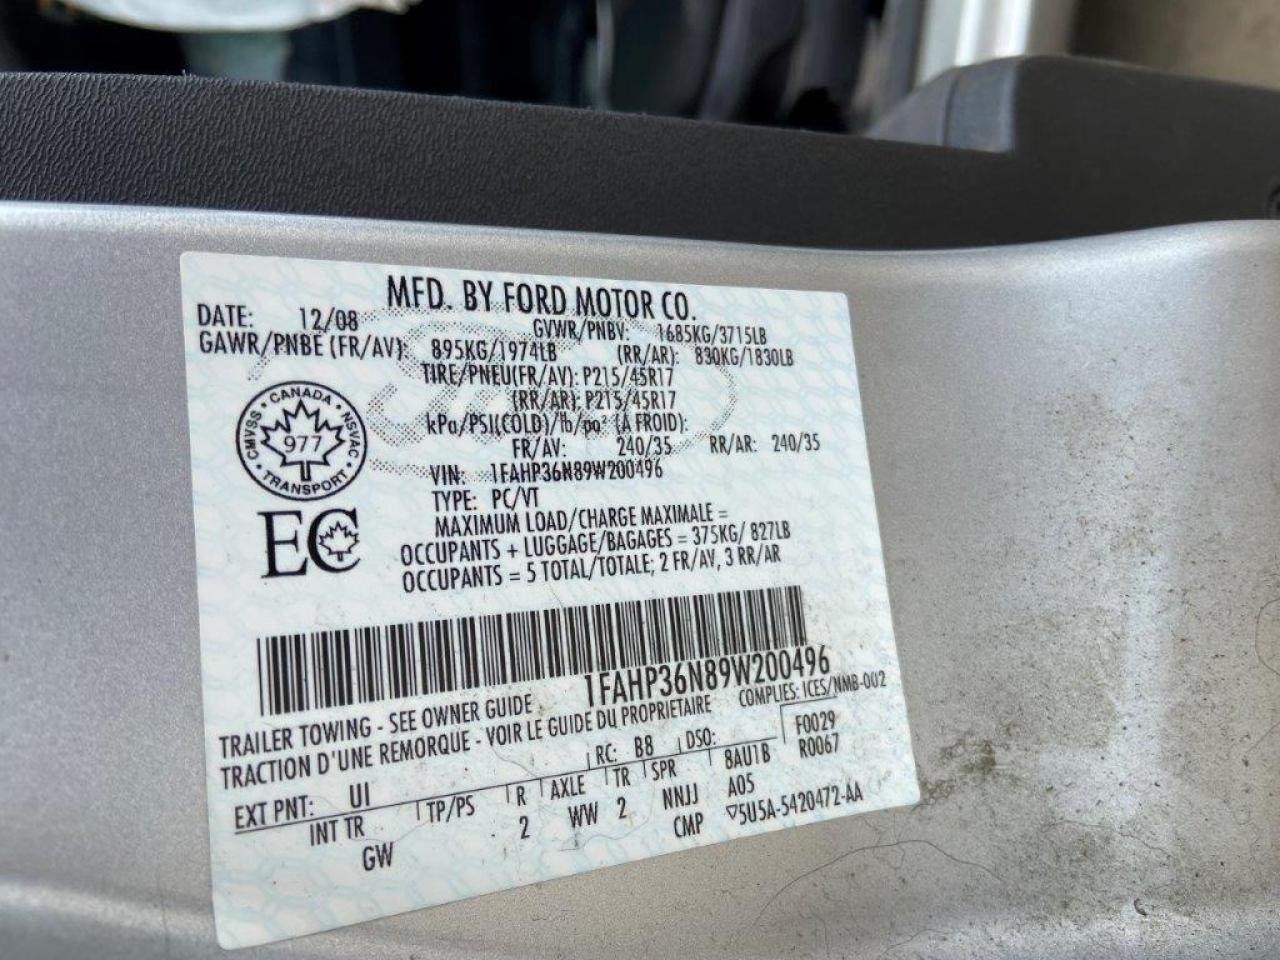 MFD. BY FORD MOTOR CO.
DATE: 12/08 GVWR/PNBV: 1685KG/3715LB
GAWR/PNBE (FR/AV): 895KG/1974LB (RR/AR): 830KG/1830LB
TIRE/PNEU(FR/AV): P215/45R17
(RR/AR): P215/45R17
kPa/PSI(COLD)/lb/po² (A FROID):
FR/AV: 240/35 RR/AR: 240/35
VIN: 1FAHP36N89W200496
TYPE: PC/VT
CANADA
CMVSS • NSVAC
977
TRANSPORT
EC
MAXIMUM LOAD/CHARGE MAXIMALE =
OCCUPANTS + LUGGAGE/BAGAGES = 375KG/ 827LB
OCCUPANTS = 5 TOTAL/TOTALE; 2 FR/AV, 3 RR/AR
1FAHP36N89W200496
TRAILER TOWING - SEE OWNER GUIDE COMPLIES: ICES/NMB-002
TRACTION D'UNE REMORQUE - VOIR LE GUIDE DU PROPRIETAIRE
EXT PNT: UI RC: B8 DSO: F0029
INT TR TP/PS R AXLE TR SPR 8AU1B R0067
GW 2 WW 2 NNJJ A05
CMP ▽5U5A-5420472-AA